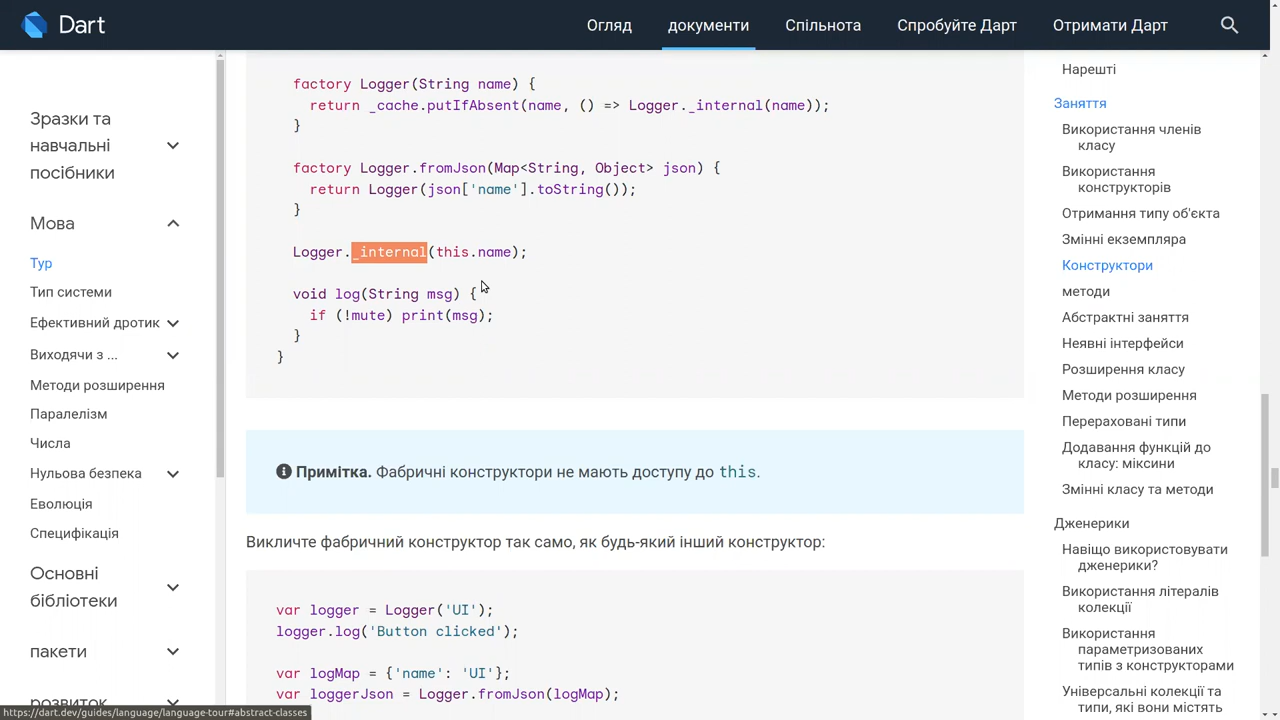 Dart
Огляд
документи
Спільнота
Спробуйте Дарт
Отримати Дарт
Зразки та
навчальні
посібники
Мова
Тур
Тип системи
Ефективний дротик
Виходячи з ...
Методи розширення
Паралелізм
Числа
Нульова безпека
Еволюція
Специфікація
Основні
бібліотеки
пакети
розвиток
factory Logger(String name) {
return _cache.putIfAbsent(name, () => Logger._internal(name));
}
factory Logger.fromJson(Map<String, Object> json) {
return Logger(json['name'].toString());
}
Logger._internal(this.name);
void log(String msg) {
if (!mute) print(msg);
}
}
Примітка. Фабричні конструктори не мають доступу до this.
Викличте фабричний конструктор так само, як будь-який інший конструктор:
var logger = Logger('UI');
logger.log('Button clicked');
var logMap = {'name': 'UI'};
var loggerJson = Logger.fromJson(logMap);
Нарешті
Заняття
Використання членів
класу
Використання
конструкторів
Отримання типу об'єкта
Змінні екземпляра
Конструктори
методи
Абстрактні заняття
Неявні інтерфейси
Розширення класу
Методи розширення
Перераховані типи
Додавання функцій до
класу: міксини
Змінні класу та методи
Дженерики
Навіщо використовувати
дженерики?
Використання літералів
колекції
Використання
параметризованих
типів з конструкторами
Універсальні колекції та
типи, які вони містять
https://dart.dev/guides/language/language-tour#abstract-classes